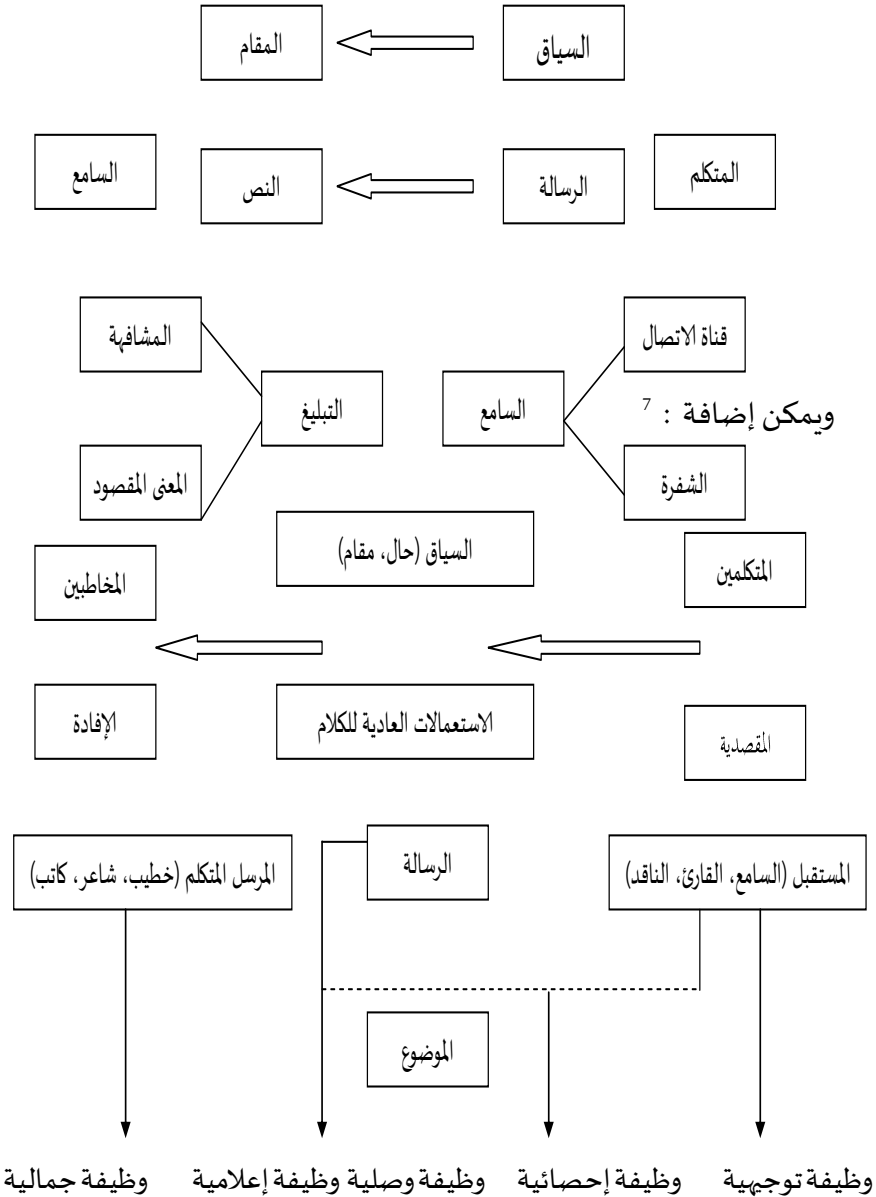 السياق
المقام
المتكلم
الرسالة
النص
السامع
قناة الاتصال
المشافهة
السامع
التبليغ
ويمكن إضافة : 7
الشفرة
المعنى المقصود
السياق (حال، مقام)
المتكلمين
المخاطبين
المقصدية
الاستعمالات العادية للكلام
الإفادة
المستقبل (السامع، القارئ، الناقد)
الرسالة
المرسل المتكلم (خطيب، شاعر، كاتب)
الموضوع
وظيفة توجيهية وظيفة إحصائية وظيفة وصلية وظيفة إعلامية وظيفة جمالية